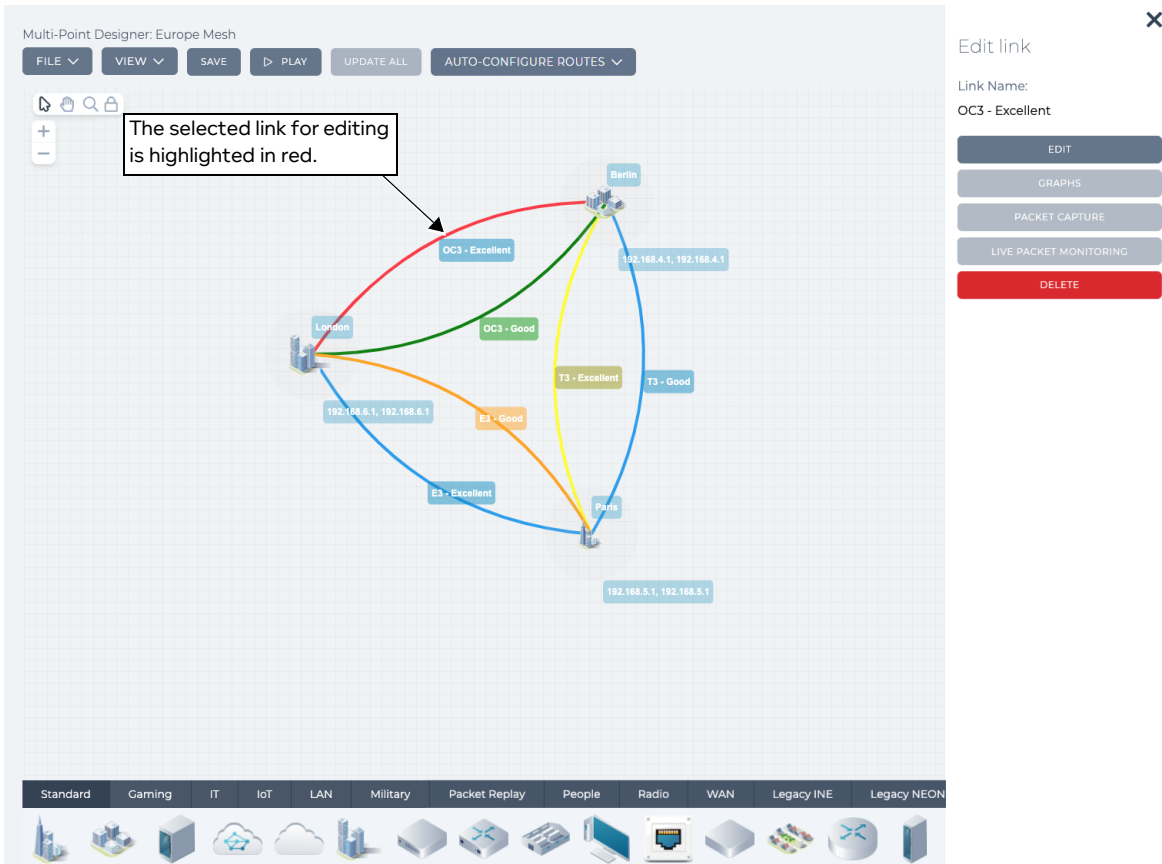 Multi-Point Designer: Europe Mesh
FILE
VIEW
SAVE
PLAY
UPDATE ALL
AUTO-CONFIGURE ROUTES
The selected link for editing
is highlighted in red.
Berlin
OC3 - Excellent
192.168.4.1, 192.168.4.1
London
OC3 - Good
T3 - Excellent
T3 - Good
192.168.6.1, 192.168.6.1
E3 - Good
E3 - Excellent
Paris
192.168.5.1, 192.168.5.1
Edit link
Link Name:
OC3 - Excellent
EDIT
GRAPHS
PACKET CAPTURE
LIVE PACKET MONITORING
DELETE
Standard
Gaming
IT
IoT
LAN
Military
Packet Replay
People
Radio
WAN
Legacy INE
Legacy NEON